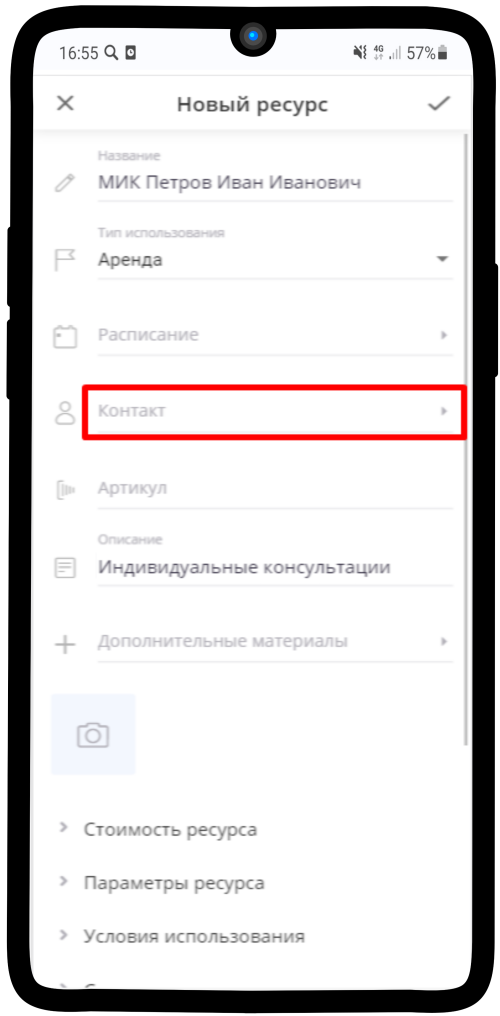 16:55 4G 57%
Новый ресурс
Название
МИК Петров Иван Иванович
Тип использования
Аренда
Расписание
Контакт
Артикул
Описание
Индивидуальные консультации
Дополнительные материалы
Стоимость ресурса
Параметры ресурса
Условия использования